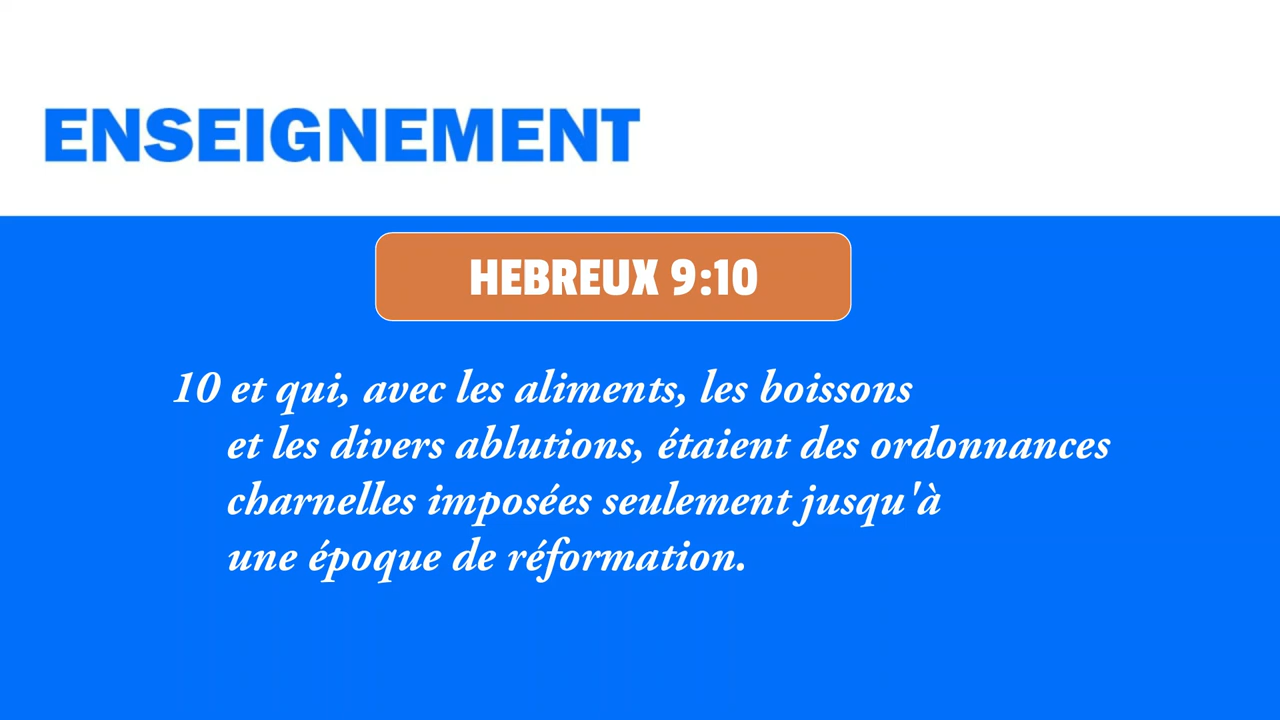 ENSEIGNEMENT
HEBREUX 9:10
10 et qui, avec les aliments, les boissons
et les divers ablutions, étaient des ordonnances
charnelles imposées seulement jusqu'à
une époque de réformation.